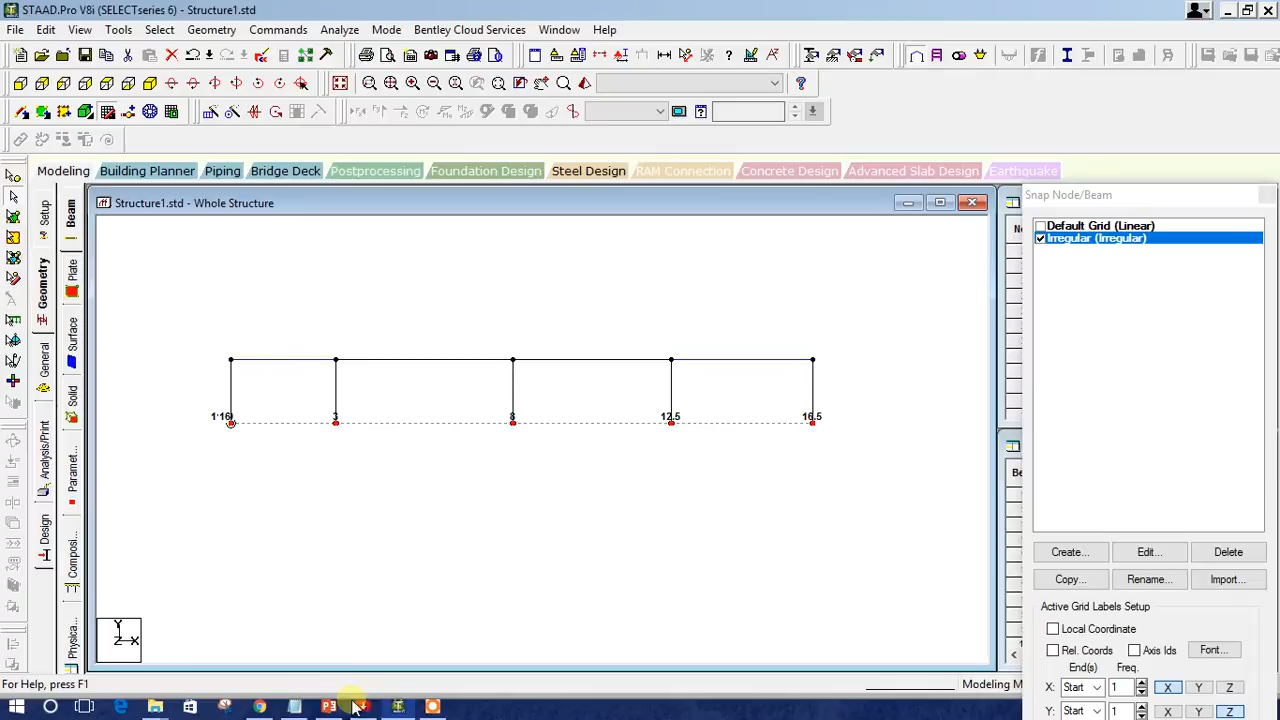 STAAD.Pro V8i (SELECTseries 6) - Structure1.std
File Edit View Tools Select Geometry Commands Analyze Mode Bentley Cloud Services Window Help
Modeling Building Planner Piping Bridge Deck Postprocessing Foundation Design Steel Design RAM Connection Concrete Design Advanced Slab Design Earthquake
Structure1.std - Whole Structure
Snap Node/Beam
Default Grid (Linear)
Irregular (Irregular)
Setup
Geometry
General
Analysis/Print
Design
Beam
Plate
Surface
Solid
Paramet...
Composi...
Physica...
3 8 12.5 16.5
Y
Z X
Create... Edit... Delete
Copy... Rename... Import...
Active Grid Labels Setup
Local Coordinate
Rel. Coords Axis Ids Font...
End(s) Freq.
X: Start 1 X Y Z
Y: Start 1 X Y Z
For Help, press F1
Modeling M